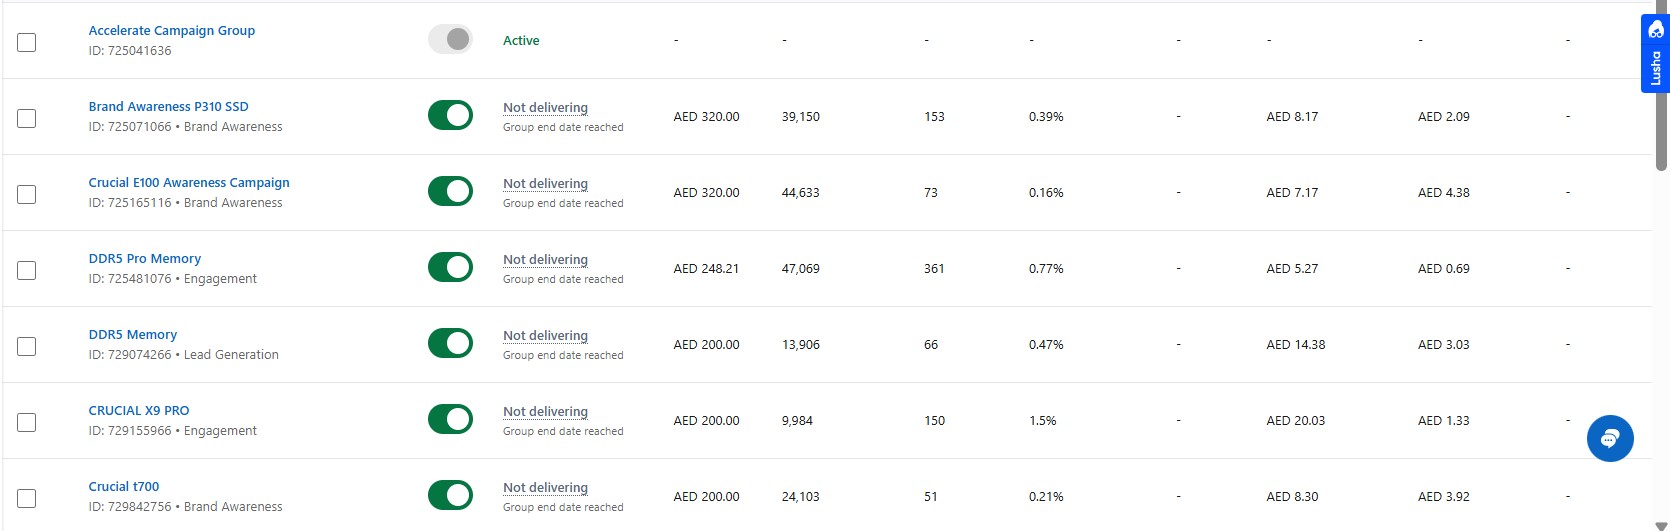 Accelerate Campaign Group
ID: 725041636
Active
- - - - - - - -
Brand Awareness P310 SSD
ID: 725071066 • Brand Awareness
Not delivering
Group end date reached
AED 320.00 39,150 153 0.39% - AED 8.17 AED 2.09 -
Crucial E100 Awareness Campaign
ID: 725165116 • Brand Awareness
Not delivering
Group end date reached
AED 320.00 44,633 73 0.16% - AED 7.17 AED 4.38 -
DDR5 Pro Memory
ID: 725481076 • Engagement
Not delivering
Group end date reached
AED 248.21 47,069 361 0.77% - AED 5.27 AED 0.69 -
DDR5 Memory
ID: 729074266 • Lead Generation
Not delivering
Group end date reached
AED 200.00 13,906 66 0.47% - AED 14.38 AED 3.03 -
CRUCIAL X9 PRO
ID: 729155966 • Engagement
Not delivering
Group end date reached
AED 200.00 9,984 150 1.5% - AED 20.03 AED 1.33 -
Crucial t700
ID: 729842756 • Brand Awareness
Not delivering
Group end date reached
AED 200.00 24,103 51 0.21% - AED 8.30 AED 3.92 -
Lusha